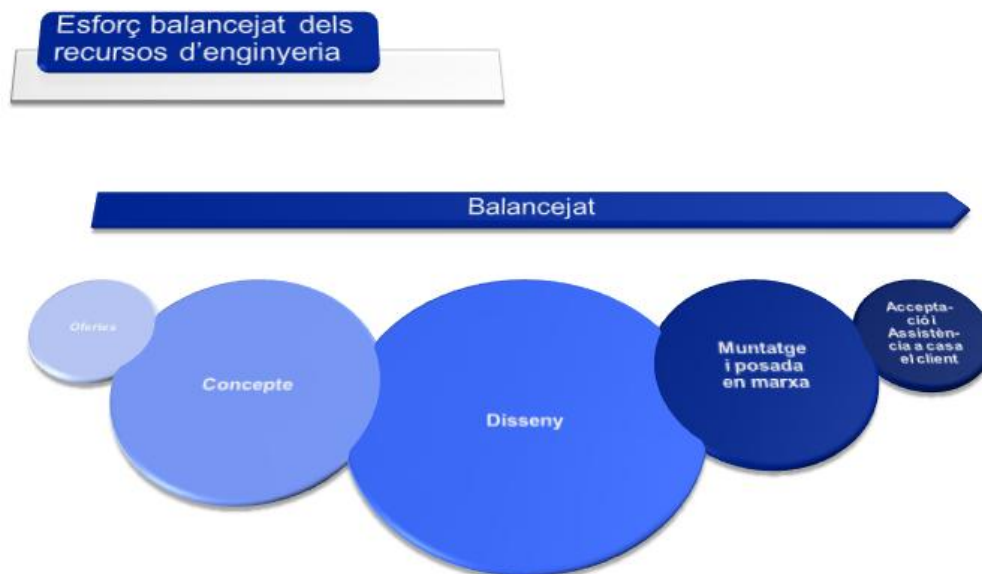 Esforç balancejat dels
recursos d'enginyeria
Balancejat
Ofertes
Concepte
Disseny
Muntatge
i posada
en marxa
Accepta-
ció i
Assistèn-
cia a casa
el client